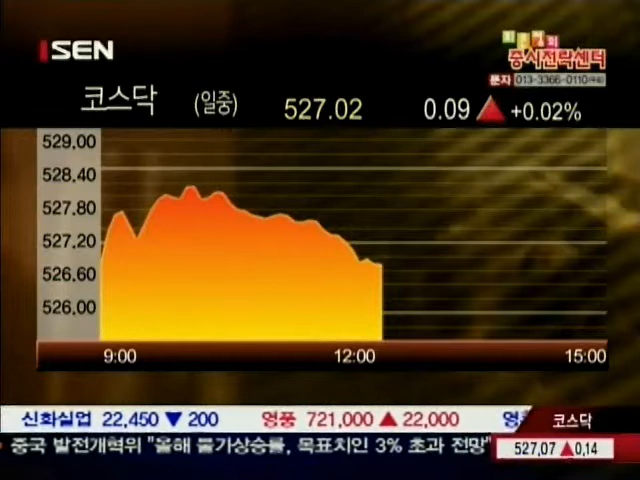 SEN
증시전략센터
문자 013-3366-0110
코스닥 (일중) 527.02 0.09 ▲ +0.02%
529.00
528.40
527.80
527.20
526.60
526.00
9:00 12:00 15:00
신화실업 22,450 ▼ 200 영풍 721,000 ▲ 22,000 영 코스닥
중국 발전개혁위 "올해 물가상승률, 목표치인 3% 초과 전망" 527,07 ▲ 0,14